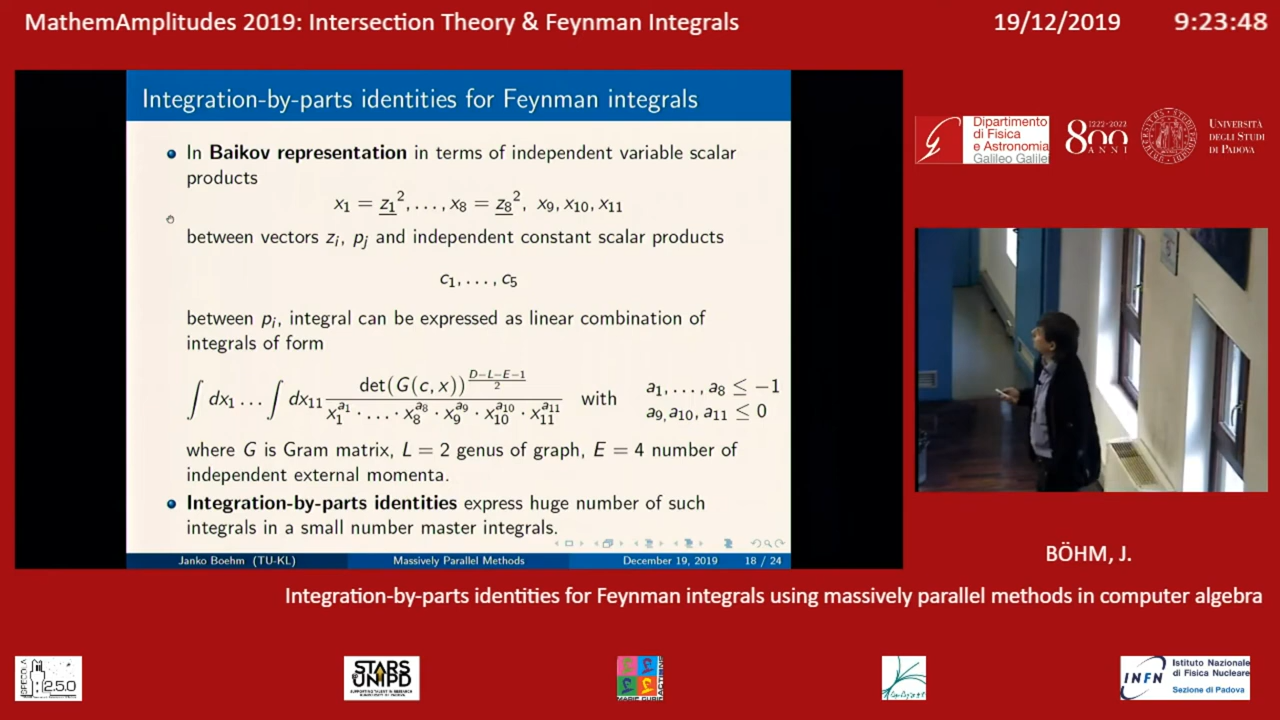 MathemAmplitudes 2019: Intersection Theory & Feynman Integrals
19/12/2019
9:23:48
Integration-by-parts identities for Feynman integrals
In Baikov representation in terms of independent variable scalar
products
x₁ = z₁², . . . , x₈ = z₈², x₉, x₁₀, x₁₁
between vectors zᵢ, pⱼ and independent constant scalar products
c₁, . . . , c₅
between pᵢ, integral can be expressed as linear combination of
integrals of form
∫ dx₁ . . . ∫ dx₁₁ det(G(c, x))^((D−L−E−1)/2) / (x₁^a₁ · . . . · x₈^a₈ · x₉^a₉ · x₁₀^a₁₀ · x₁₁^a₁₁) with a₁, . . . , a₈ ≤ −1
a₉, a₁₀, a₁₁ ≤ 0
where G is Gram matrix, L = 2 genus of graph, E = 4 number of
independent external momenta.
Integration-by-parts identities express huge number of such
integrals in a small number master integrals.
Janko Boehm (TU-KL) Massively Parallel Methods December 19, 2019 18 / 24
Dipartimento
di Fisica
e Astronomia
Galileo Galile
1222-2022
800
ANNI
UNIVERSITÀ
DEGLI STUDI
DI PADOVA
BÖHM, J.
Integration-by-parts identities for Feynman integrals using massively parallel methods in computer algebra
SPECOLA
250
STARS
UNIPD
INFN
Istituto Nazionale
di Fisica Nucleare
Sezione di Padova